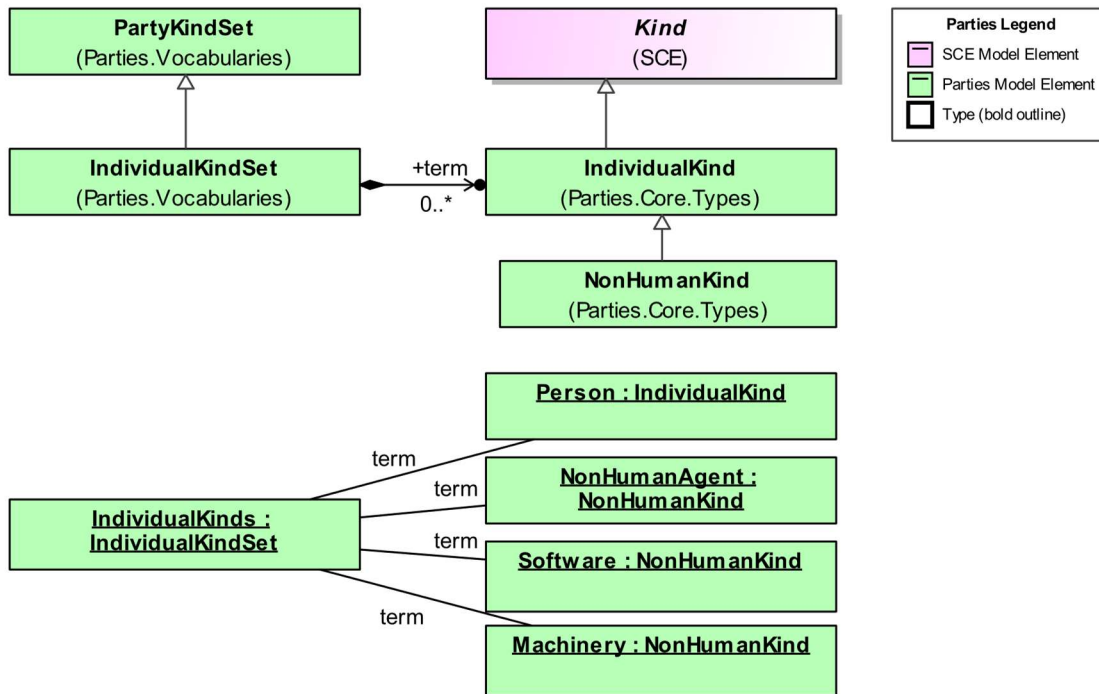 PartyKindSet
(Parties.Vocabularies)
Kind
(SCE)
Parties Legend
SCE Model Element
Parties Model Element
Type (bold outline)
IndividualKindSet
(Parties.Vocabularies)
+term
0..*
IndividualKind
(Parties.Core.Types)
NonHumanKind
(Parties.Core.Types)
Person : IndividualKind
term
NonHumanAgent :
NonHumanKind
term
IndividualKinds :
IndividualKindSet
term
Software : NonHumanKind
term
Machinery : NonHumanKind